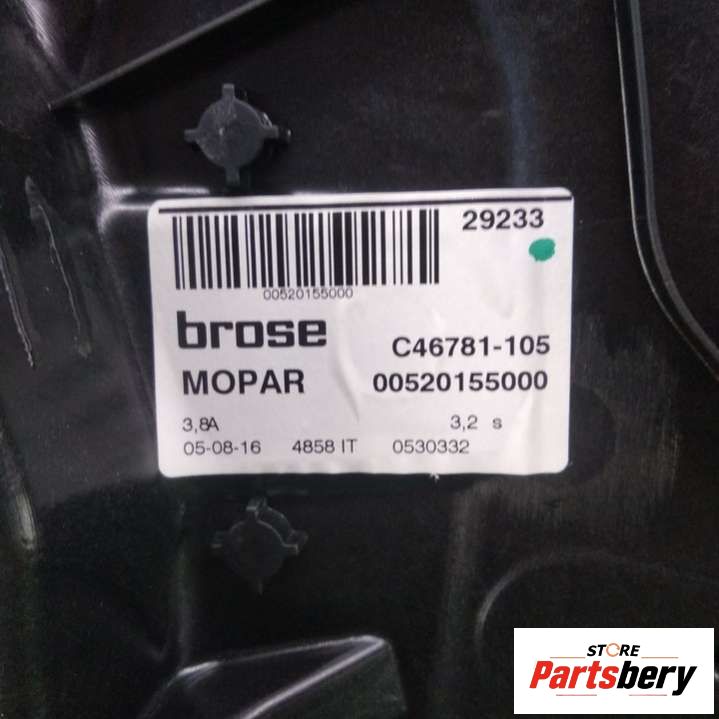 29233
00520155000
brose
C46781-105
MOPAR 00520155000
3,8A 3,2 s
05-08-16 4858 IT 0530332
STORE
Partsbery